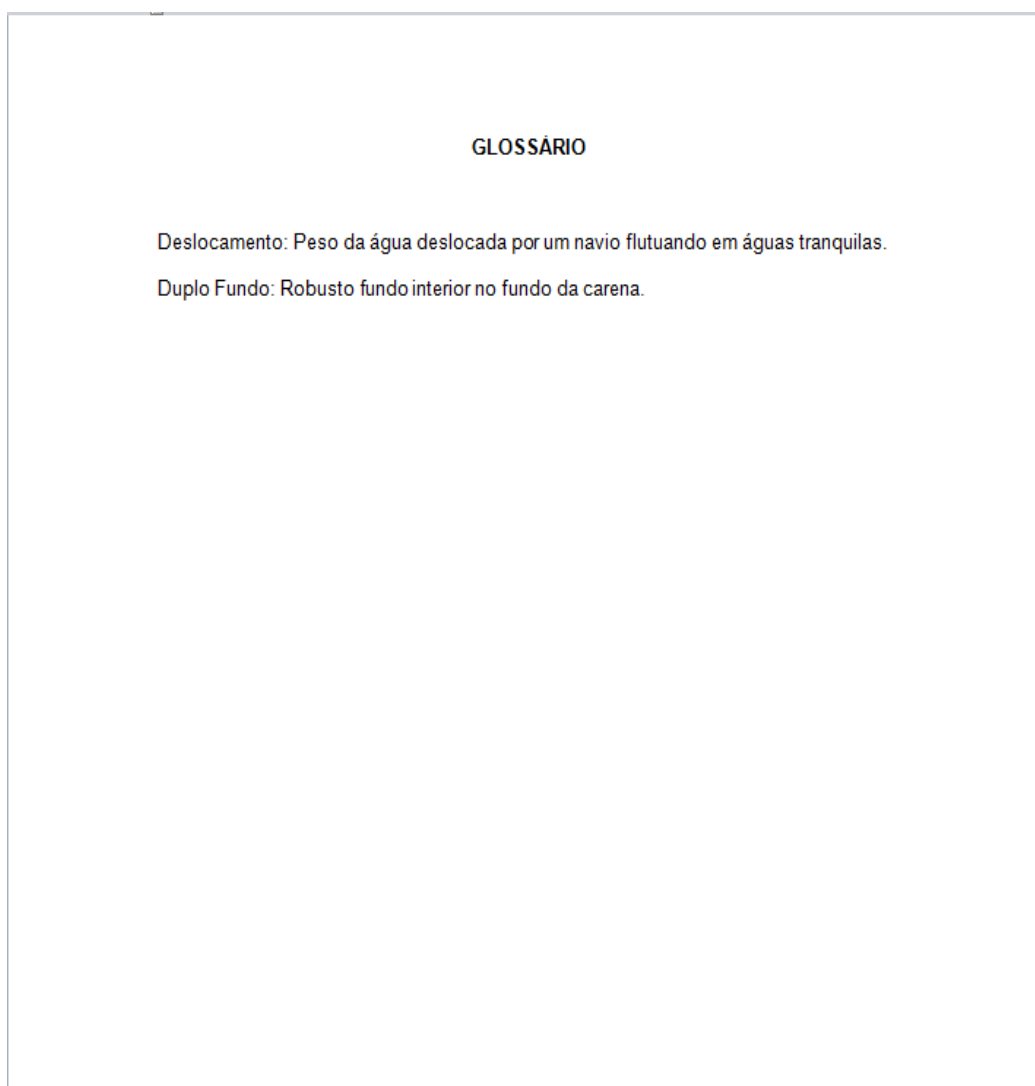 GLOSSÁRIO
Deslocamento: Peso da água deslocada por um navio flutuando em águas tranquilas.
Duplo Fundo: Robusto fundo interior no fundo da carena.